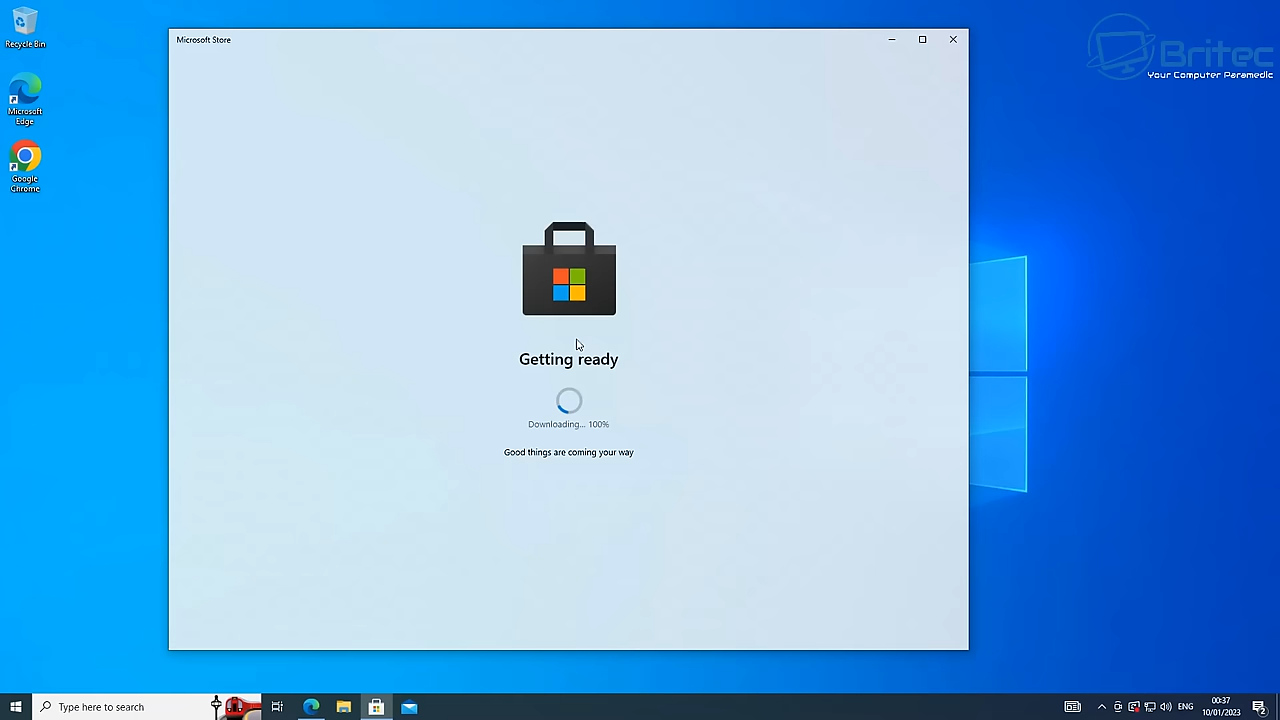 Recycle Bin
Microsoft
Edge
Google
Chrome
Microsoft Store
Britec
Your Computer Paramedic
Getting ready
Downloading... 100%
Good things are coming your way
Type here to search
ENG
00:37
10/01/2023
2